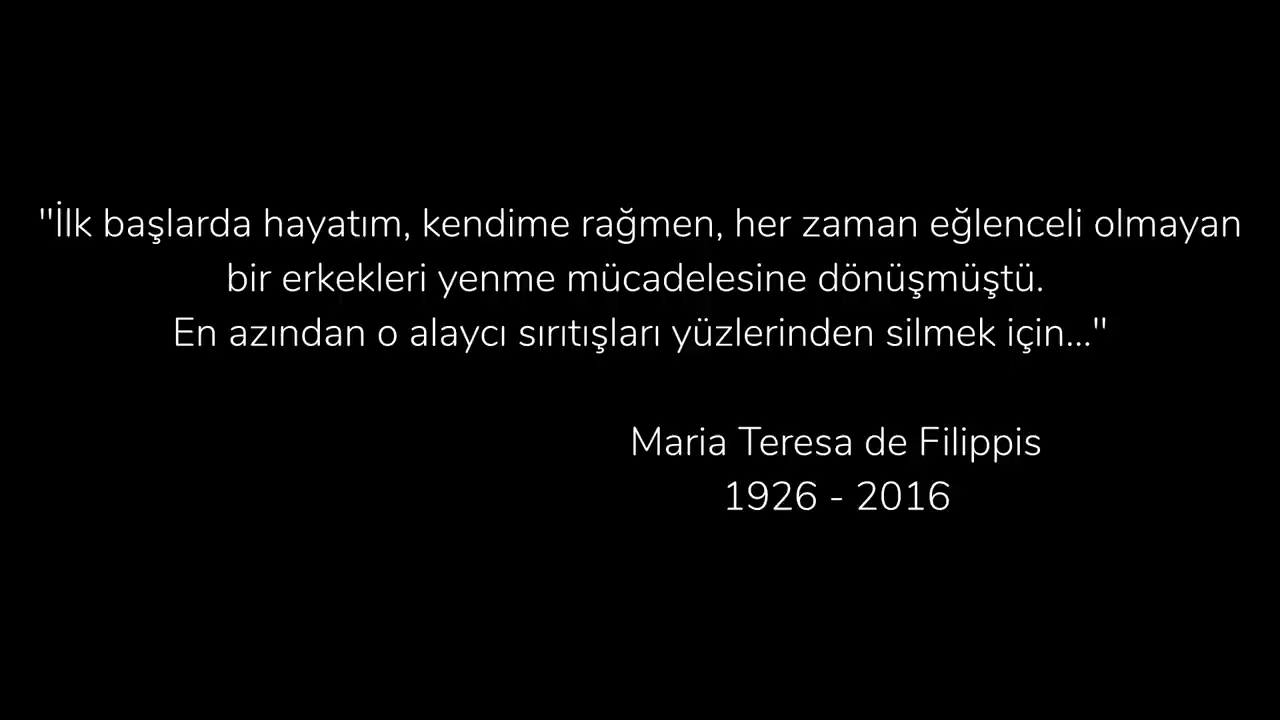 "İlk başlarda hayatım, kendime rağmen, her zaman eğlenceli olmayan
bir erkekleri yenme mücadelesine dönüşmüştü.
En azından o alaycı sırıtışları yüzlerinden silmek için..."
Maria Teresa de Filippis
1926 - 2016